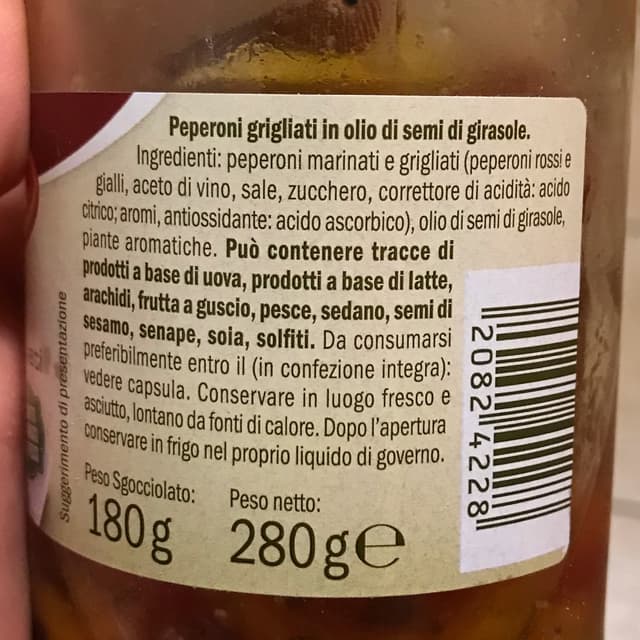 Peperoni grigliati in olio di semi di girasole.
Ingredienti: peperoni marinati e grigliati (peperoni rossi e
gialli, aceto di vino, sale, zucchero, correttore di acidità: acido
citrico; aromi, antiossidante: acido ascorbico), olio di semi di girasole,
piante aromatiche. Può contenere tracce di
prodotti a base di uova, prodotti a base di latte,
arachidi, frutta a guscio, pesce, sedano, semi di
sesamo, senape, soia, solfiti. Da consumarsi
preferibilmente entro il (in confezione integra):
vedere capsula. Conservare in luogo fresco e
asciutto, lontano da fonti di calore. Dopo l'apertura
conservare in frigo nel proprio liquido di governo.
Peso Sgocciolato:
180 g
Peso netto:
280 g e
Suggerimento di presentazione
2082 4228